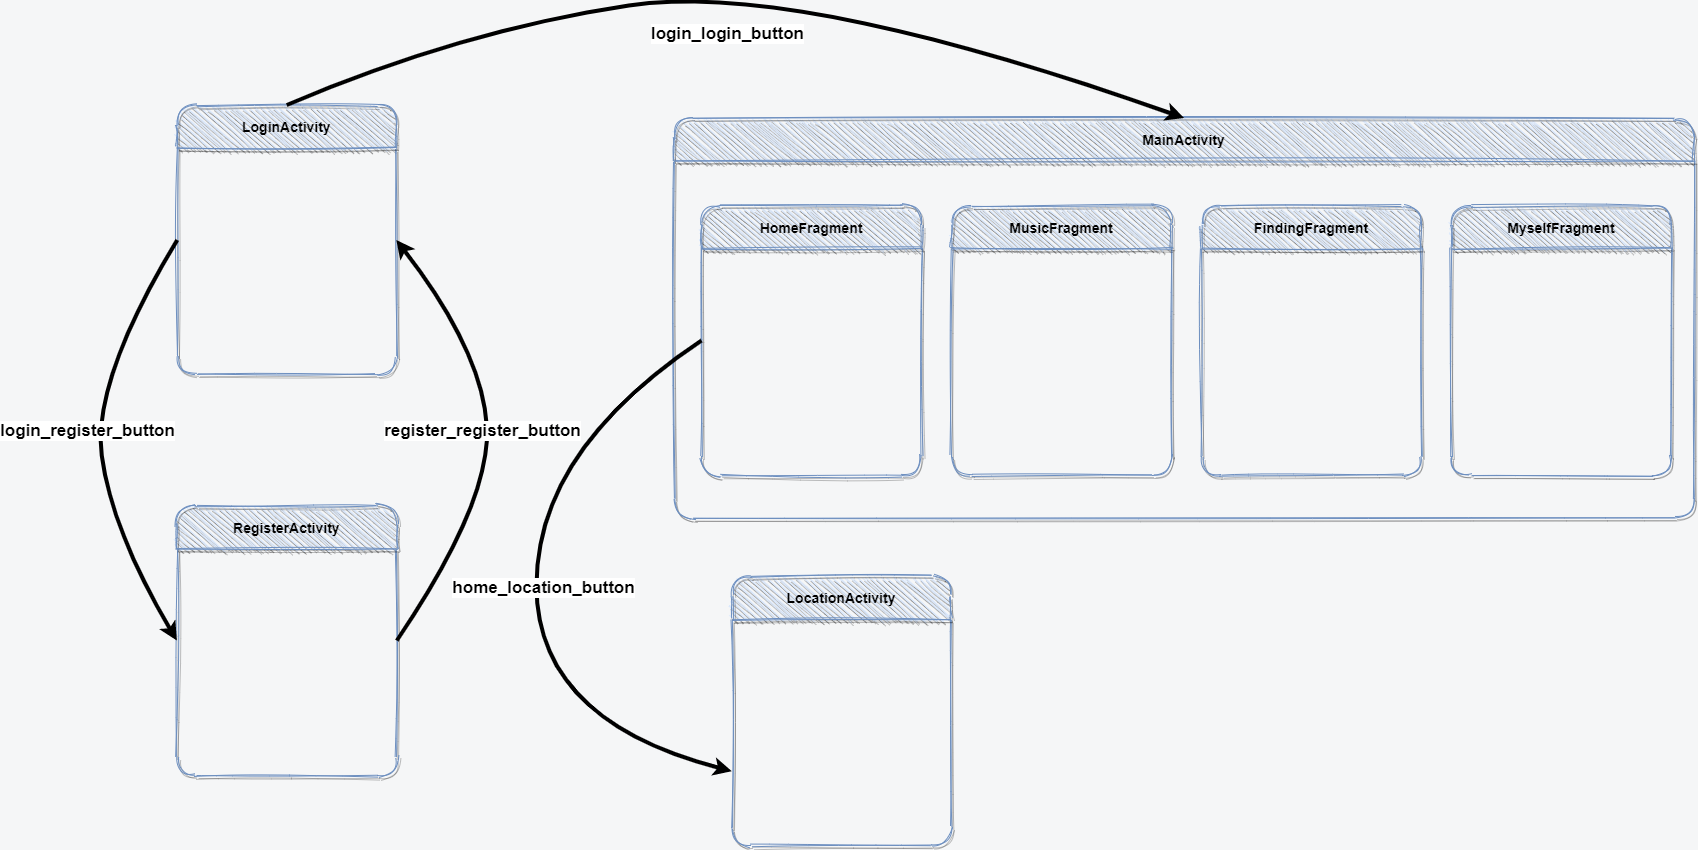 login_login_button
LoginActivity
MainActivity
HomeFragment
MusicFragment
FindingFragment
MyselfFragment
login_register_button
register_register_button
RegisterActivity
home_location_button
LocationActivity